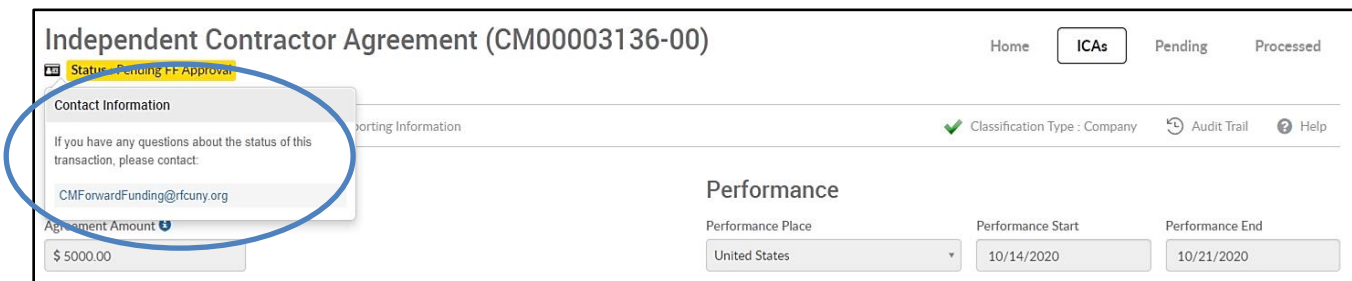 Independent Contractor Agreement (CM00003136-00)
Home ICAs Pending Processed
Status : Pending FF Approval
Contact Information
If you have any questions about the status of this
transaction, please contact:
CMForwardFunding@rfcuny.org
porting Information
Classification Type : Company Audit Trail Help
Performance
Agreement Amount
$ 5000.00
Performance Place Performance Start Performance End
United States 10/14/2020 10/21/2020